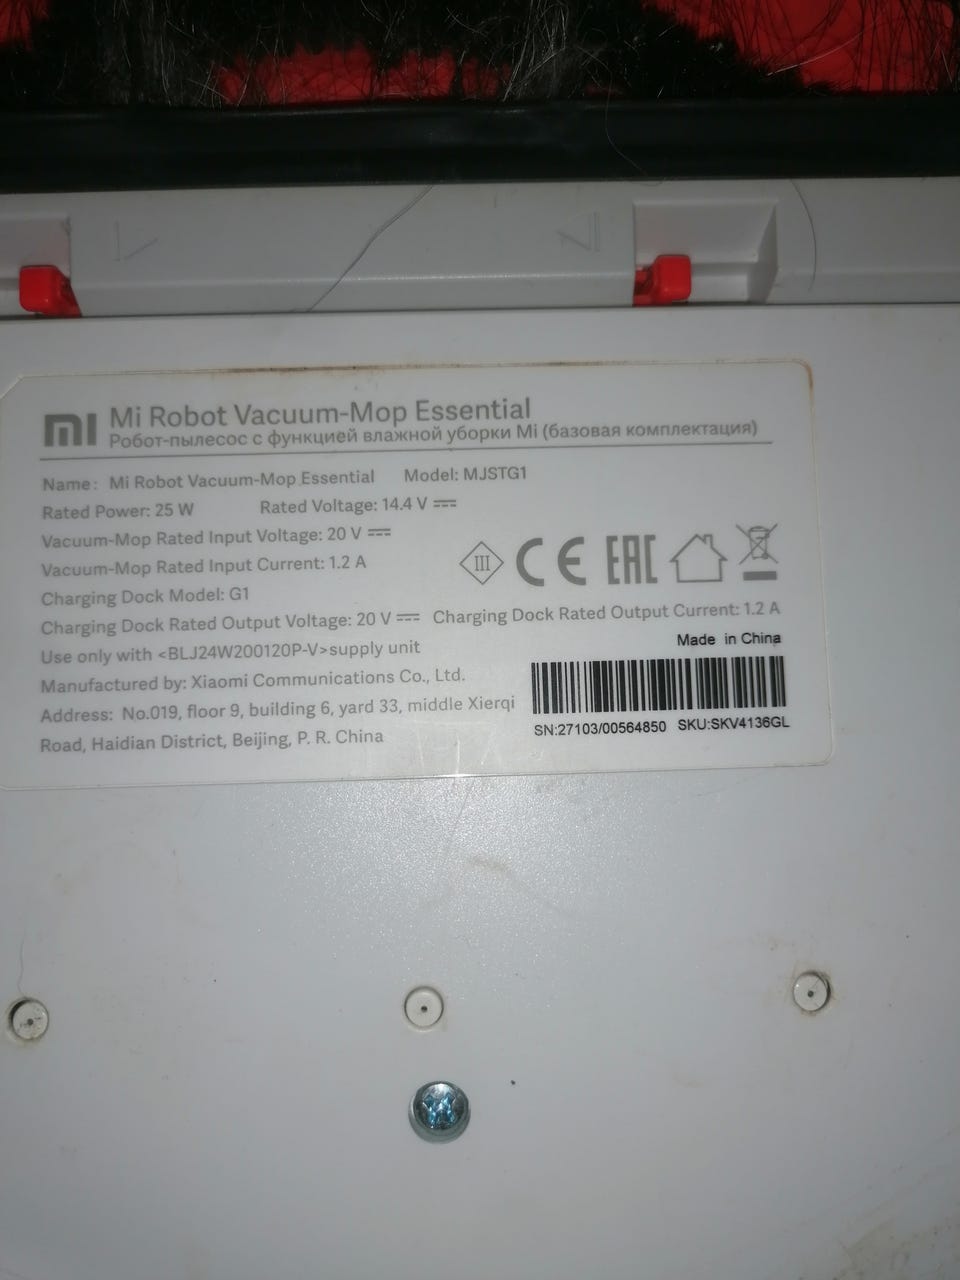 mi Mi Robot Vacuum-Mop Essential
Робот-пылесос с функцией влажной уборки Mi (базовая комплектация)
Name: Mi Robot Vacuum-Mop Essential Model: MJSTG1
Rated Power: 25 W Rated Voltage: 14.4 V ⎓
Vacuum-Mop Rated Input Voltage: 20 V ⎓
Vacuum-Mop Rated Input Current: 1.2 A
III CE EAC
Charging Dock Model: G1
Charging Dock Rated Output Voltage: 20 V ⎓ Charging Dock Rated Output Current: 1.2 A
Use only with <BLJ24W200120P-V>supply unit
Made in China
Manufactured by: Xiaomi Communications Co., Ltd.
Address: No.019, floor 9, building 6, yard 33, middle Xierqi
Road, Haidian District, Beijing, P. R. China
SN:27103/00564850 SKU:SKV4136GL